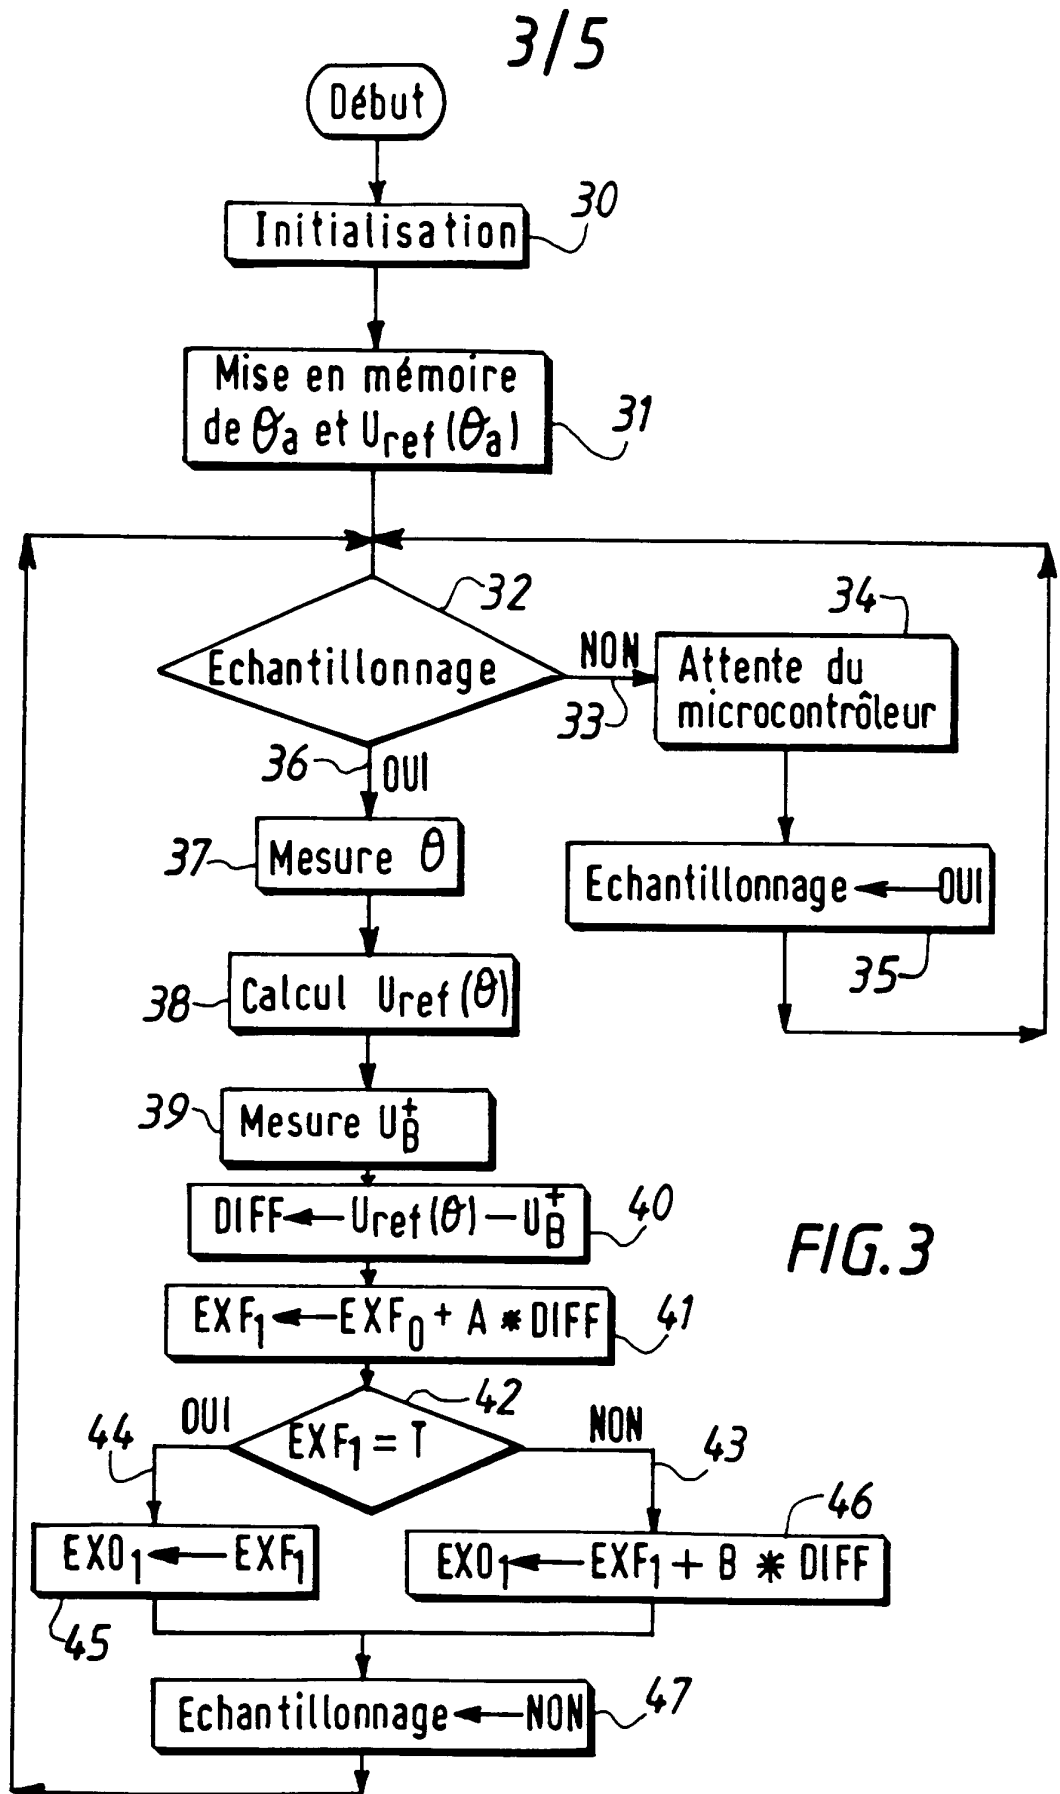 3/5
Début
Initialisation
30
Mise en mémoire
de θa et Uref(θa)
31
32
Echantillonnage
NON
33
34
Attente du
microcontrôleur
36
OUI
37
Mesure θ
Echantillonnage ← OUI
35
38
Calcul Uref(θ)
39
Mesure U_B^+
DIFF ← Uref(θ) − U_B^+
40
FIG.3
EXF1 ← EXF0 + A * DIFF
41
42
OUI
EXF1 = T
NON
44
43
46
EXO1 ← EXF1
EXO1 ← EXF1 + B * DIFF
45
Echantillonnage ← NON
47